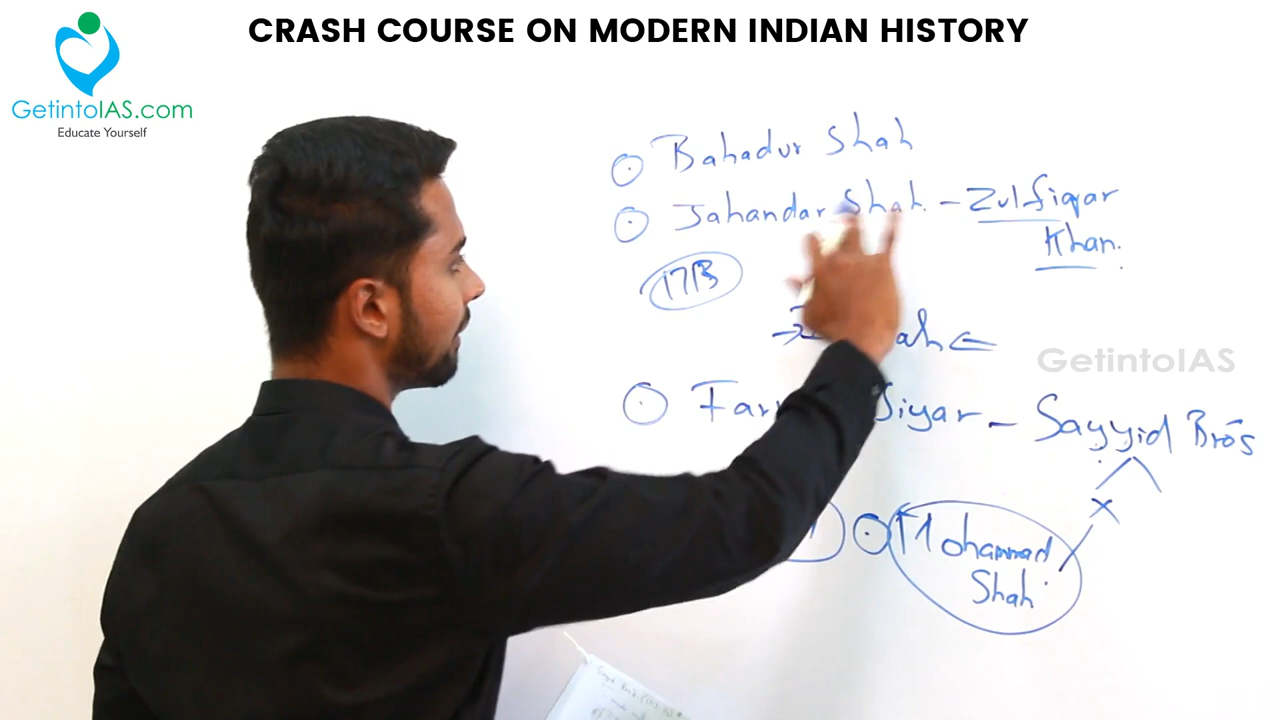 CRASH COURSE ON MODERN INDIAN HISTORY
GetintoIAS.com
Educate Yourself
Bahadur Shah
Jahandar Shah. - Zulfiqar
Khan.
1713
GetintoIAS
Siyar - Sayyid Bros
Mohammad
Shah